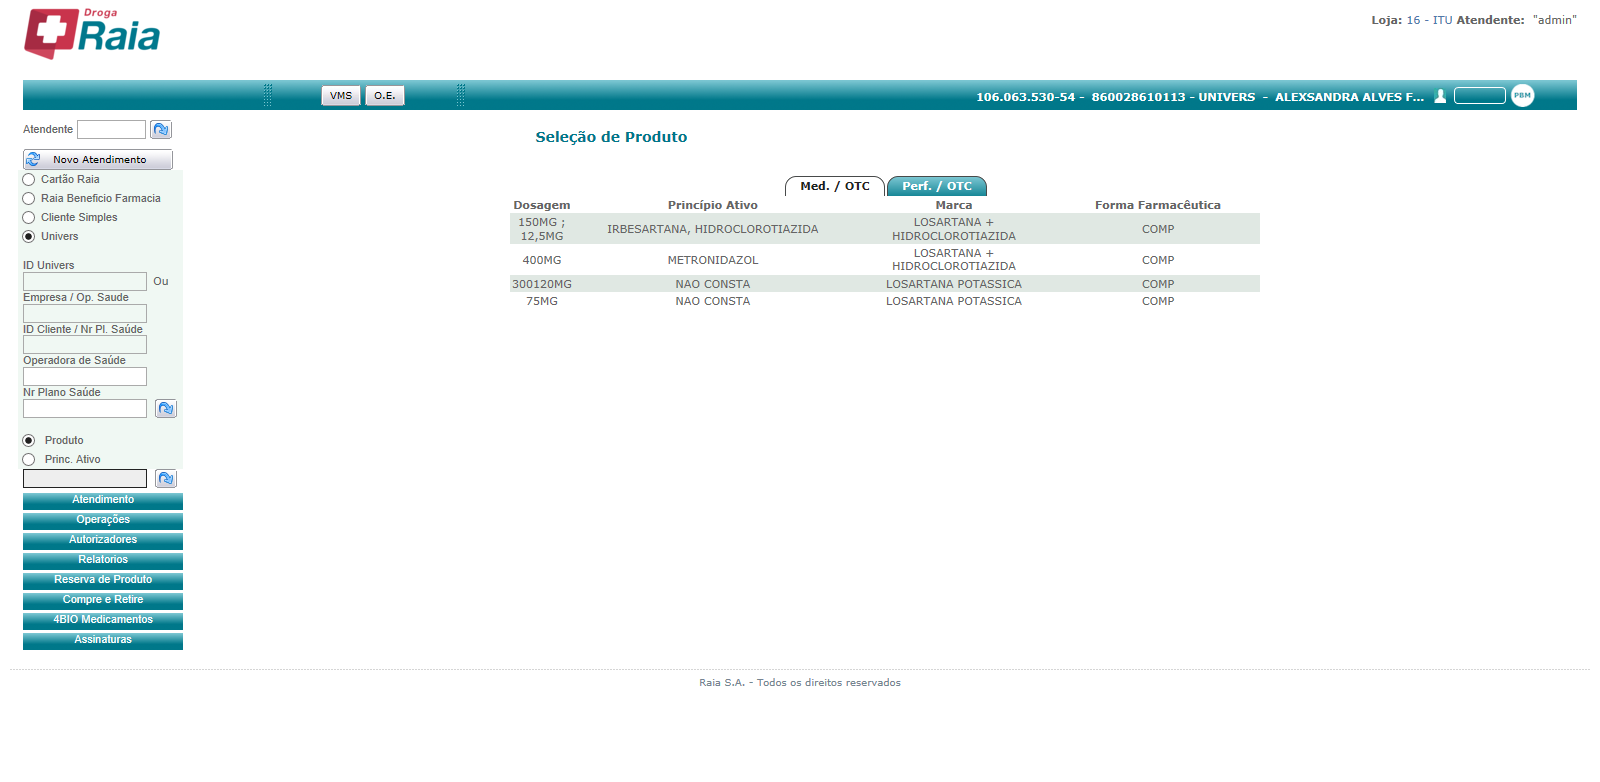 Droga
Raia
Loja: 16 - ITU Atendente: "admin"
VMS O.E.
106.063.530-54 - 860028610113 - UNIVERS - ALEXSANDRA ALVES F...
PBM
Atendente
Novo Atendimento
Cartão Raia
Raia Beneficio Farmacia
Cliente Simples
Univers
ID Univers
Ou
Empresa / Op. Saude
ID Cliente / Nr Pl. Saúde
Operadora de Saúde
Nr Plano Saúde
Produto
Princ. Ativo
Atendimento
Operações
Autorizadores
Relatorios
Reserva de Produto
Compre e Retire
4BIO Medicamentos
Assinaturas
Seleção de Produto
Med. / OTC Perf. / OTC
Dosagem Princípio Ativo Marca Forma Farmacêutica
150MG ;
12,5MG
IRBESARTANA, HIDROCLOROTIAZIDA
LOSARTANA +
HIDROCLOROTIAZIDA
COMP
400MG
METRONIDAZOL
LOSARTANA +
HIDROCLOROTIAZIDA
COMP
300120MG NAO CONSTA LOSARTANA POTASSICA COMP
75MG NAO CONSTA LOSARTANA POTASSICA COMP
Raia S.A. - Todos os direitos reservados